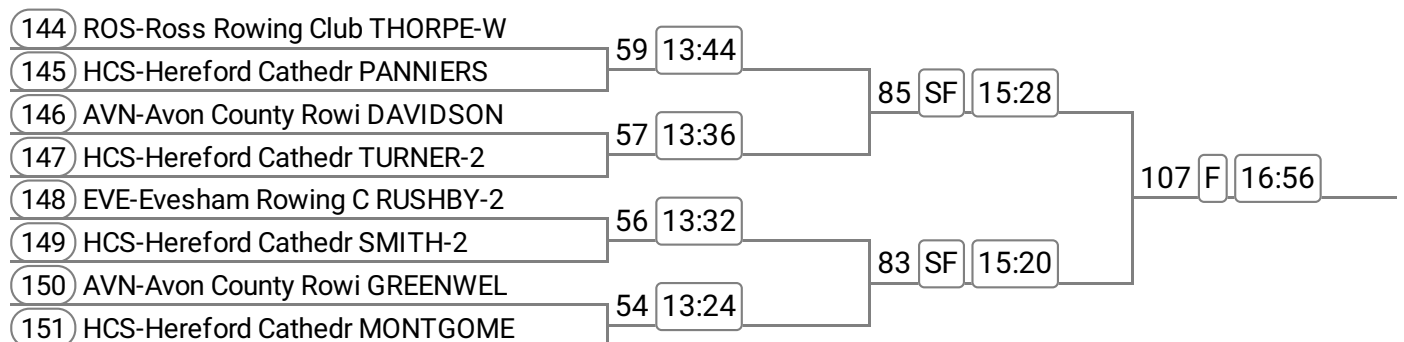 144 ROS-Ross Rowing Club THORPE-W
59 13:44
145 HCS-Hereford Cathedr PANNIERS
85 SF 15:28
146 AVN-Avon County Rowi DAVIDSON
57 13:36
147 HCS-Hereford Cathedr TURNER-2
107 F 16:56
148 EVE-Evesham Rowing C RUSHBY-2
56 13:32
149 HCS-Hereford Cathedr SMITH-2
83 SF 15:20
150 AVN-Avon County Rowi GREENWEL
54 13:24
151 HCS-Hereford Cathedr MONTGOME